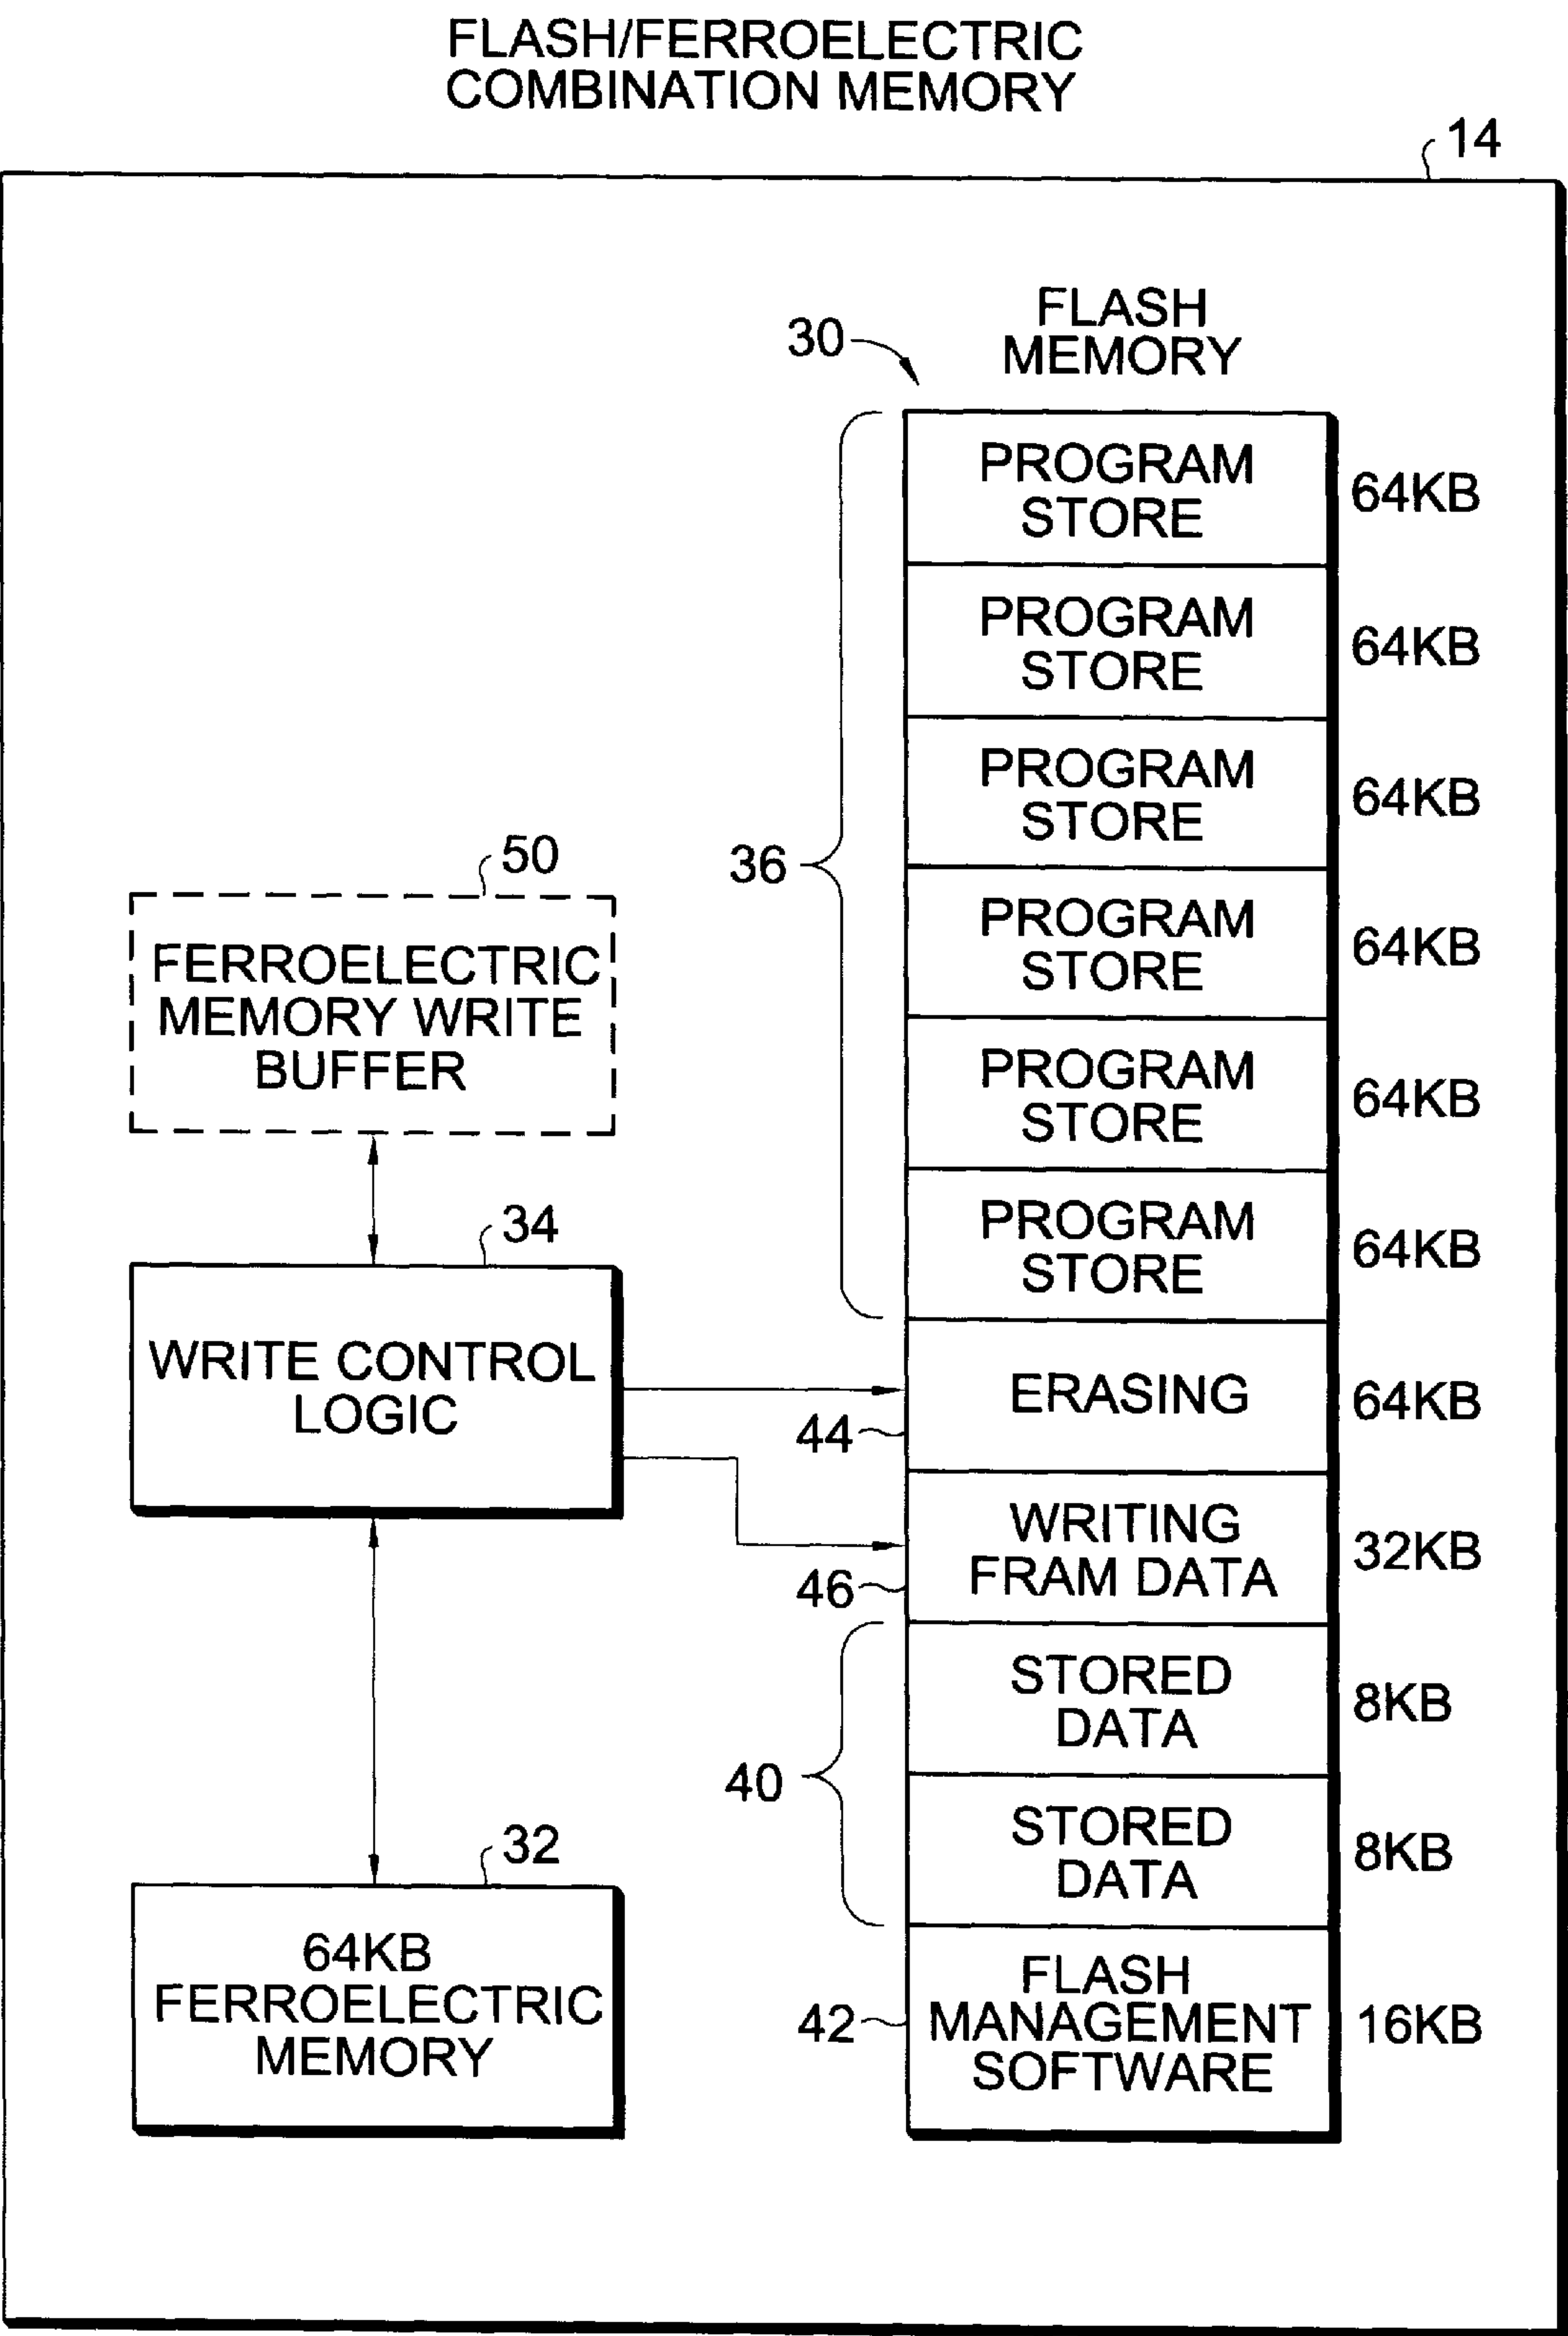 FLASH/FERROELECTRIC
COMBINATION MEMORY
14
FLASH
MEMORY
30
PROGRAM
STORE
64KB
PROGRAM
STORE
64KB
PROGRAM
STORE
64KB
36
PROGRAM
STORE
64KB
PROGRAM
STORE
64KB
PROGRAM
STORE
64KB
50
FERROELECTRIC
MEMORY WRITE
BUFFER
34
WRITE CONTROL
LOGIC
ERASING
64KB
44
WRITING
FRAM DATA
32KB
46
STORED
DATA
8KB
40
STORED
DATA
8KB
32
64KB
FERROELECTRIC
MEMORY
42
FLASH
MANAGEMENT
SOFTWARE
16KB